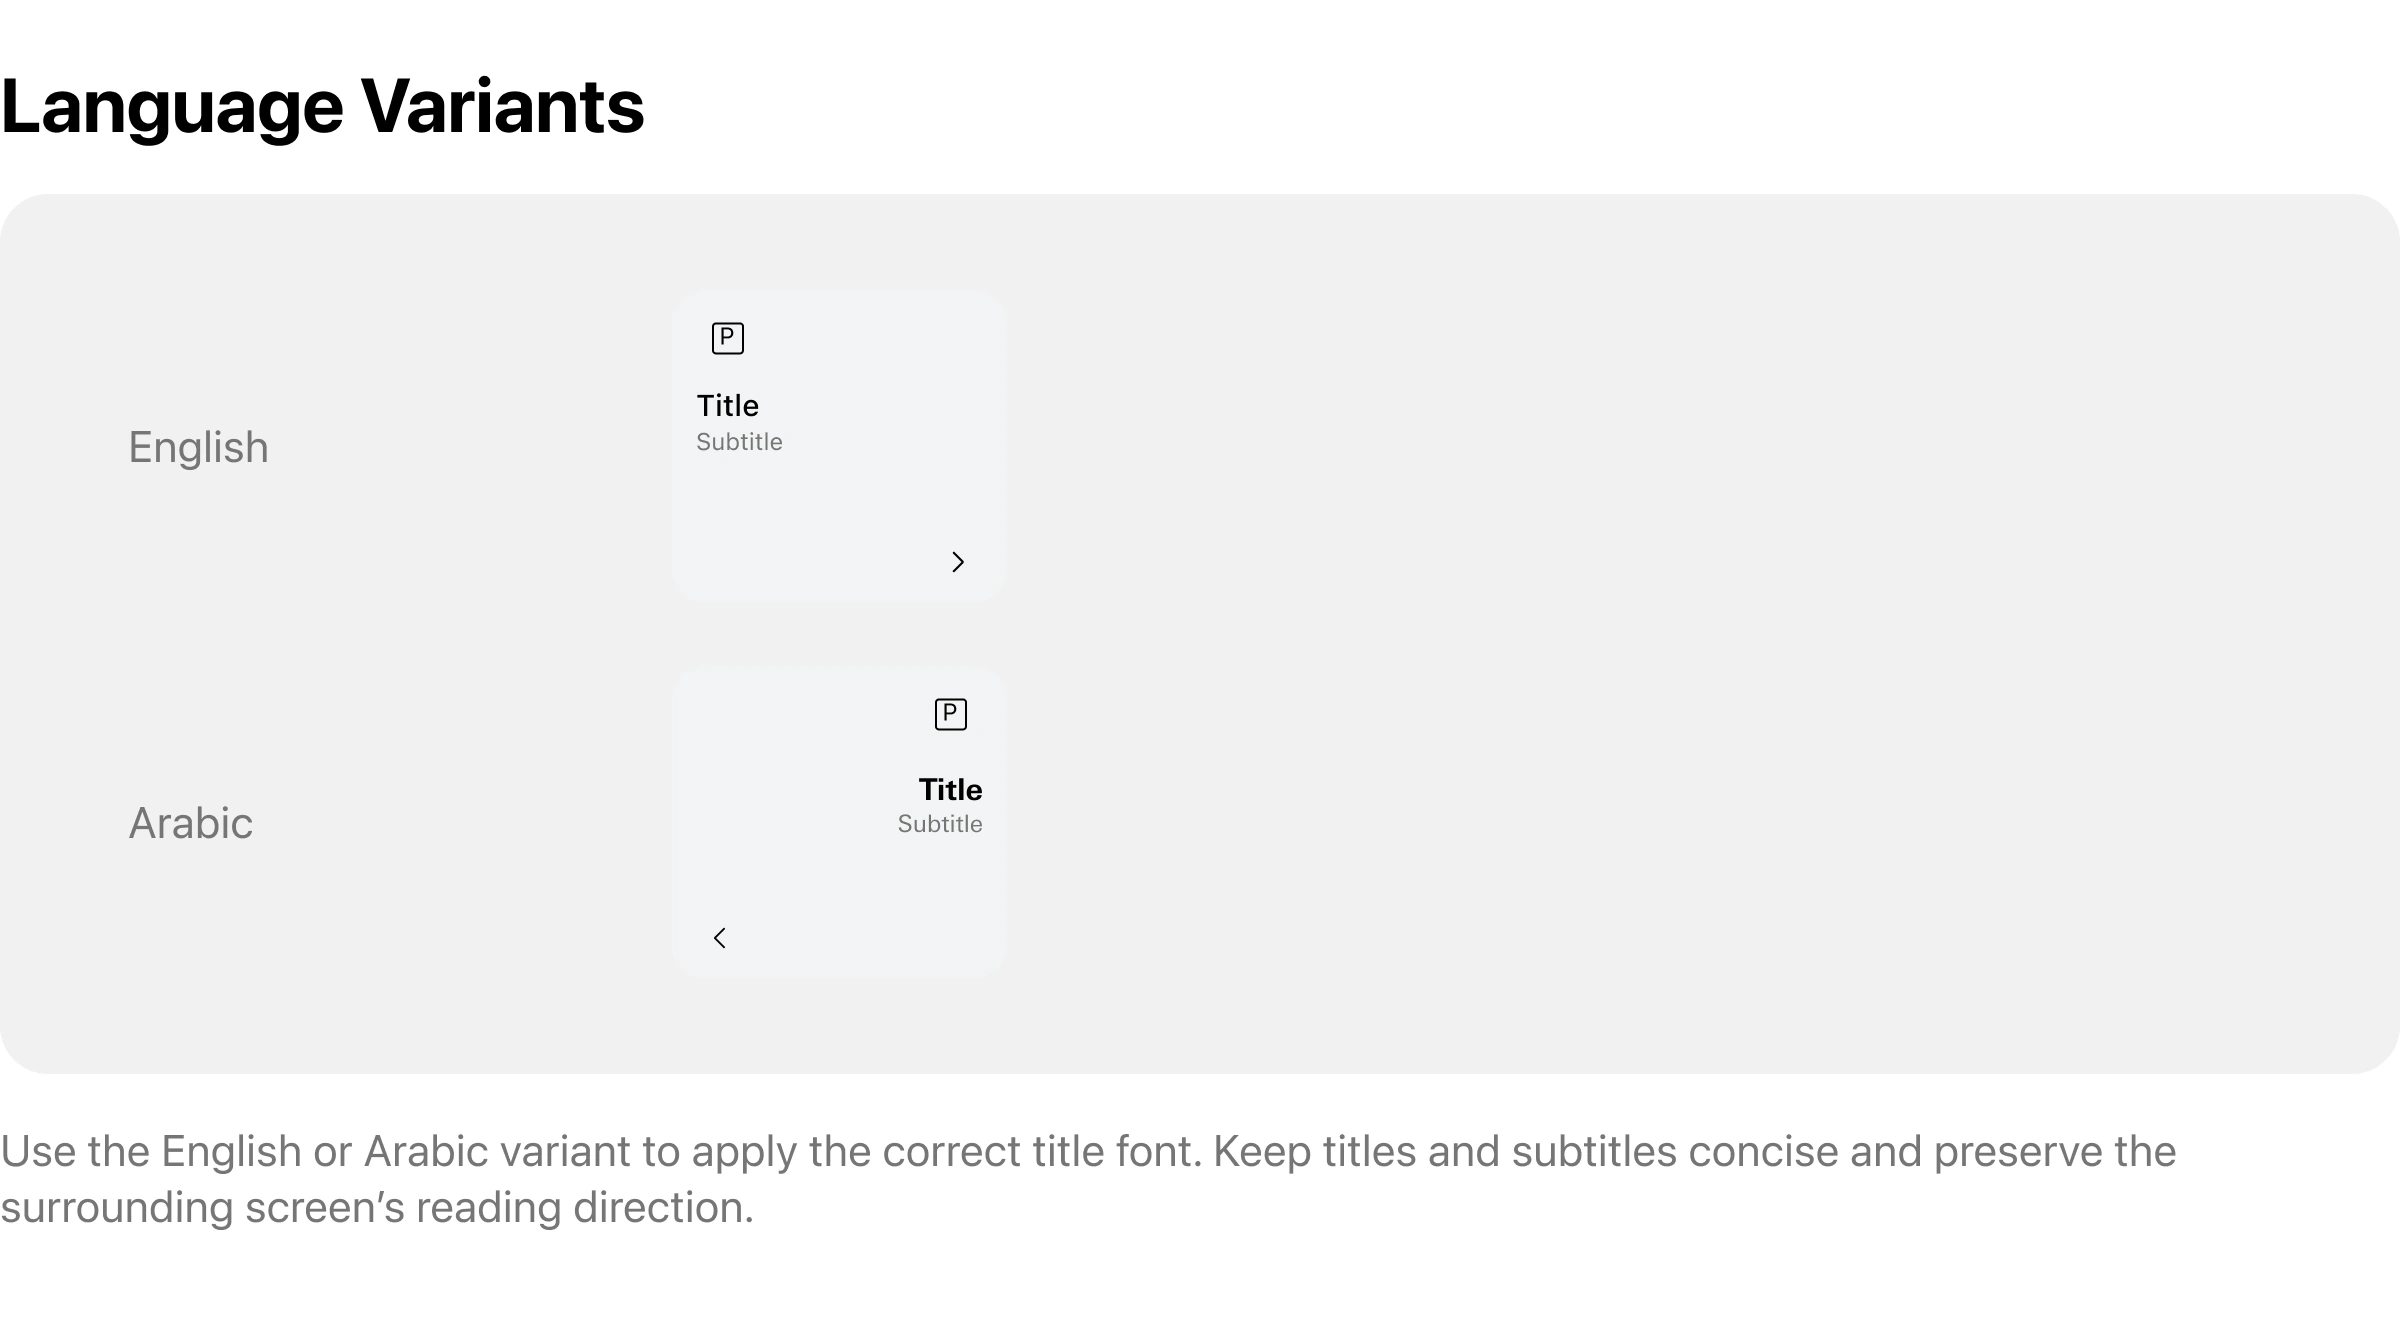 Language Variants
English
P
Title
Subtitle
Arabic
P
Title
Subtitle
Use the English or Arabic variant to apply the correct title font. Keep titles and subtitles concise and preserve the
surrounding screen’s reading direction.